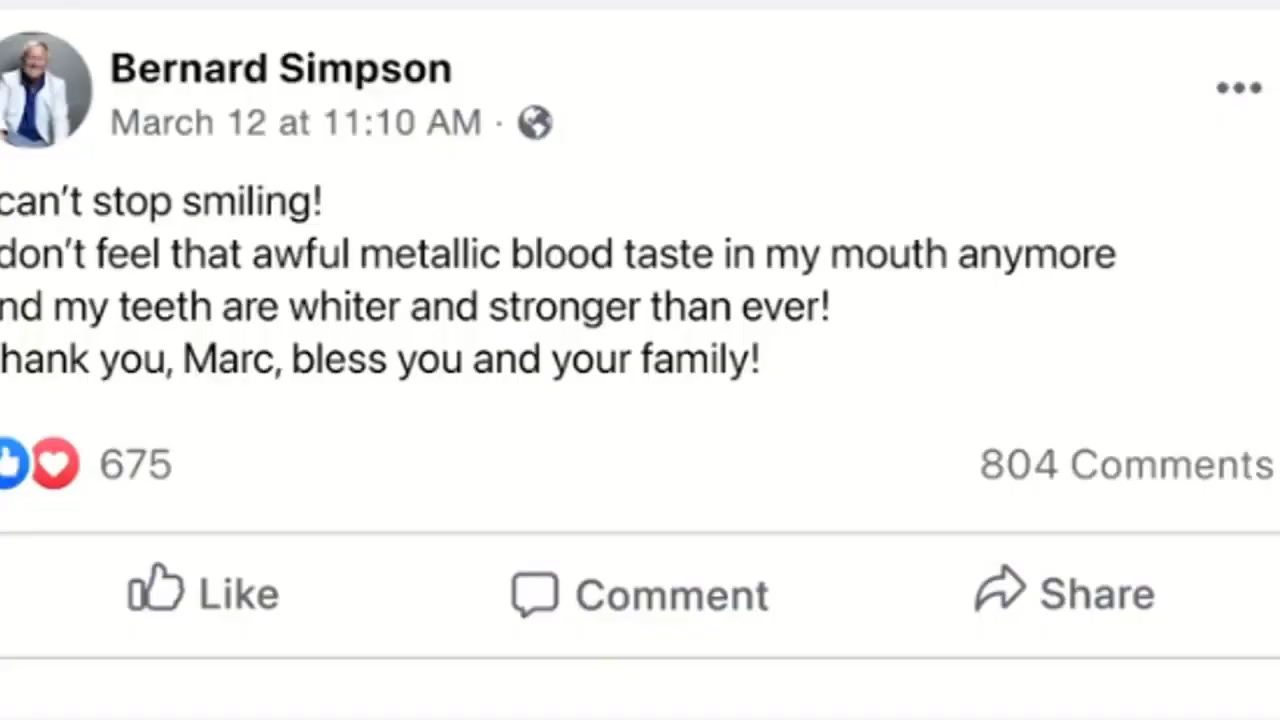 Bernard Simpson
March 12 at 11:10 AM ·
can't stop smiling!
don't feel that awful metallic blood taste in my mouth anymore
nd my teeth are whiter and stronger than ever!
hank you, Marc, bless you and your family!
675
804 Comments
Like
Comment
Share